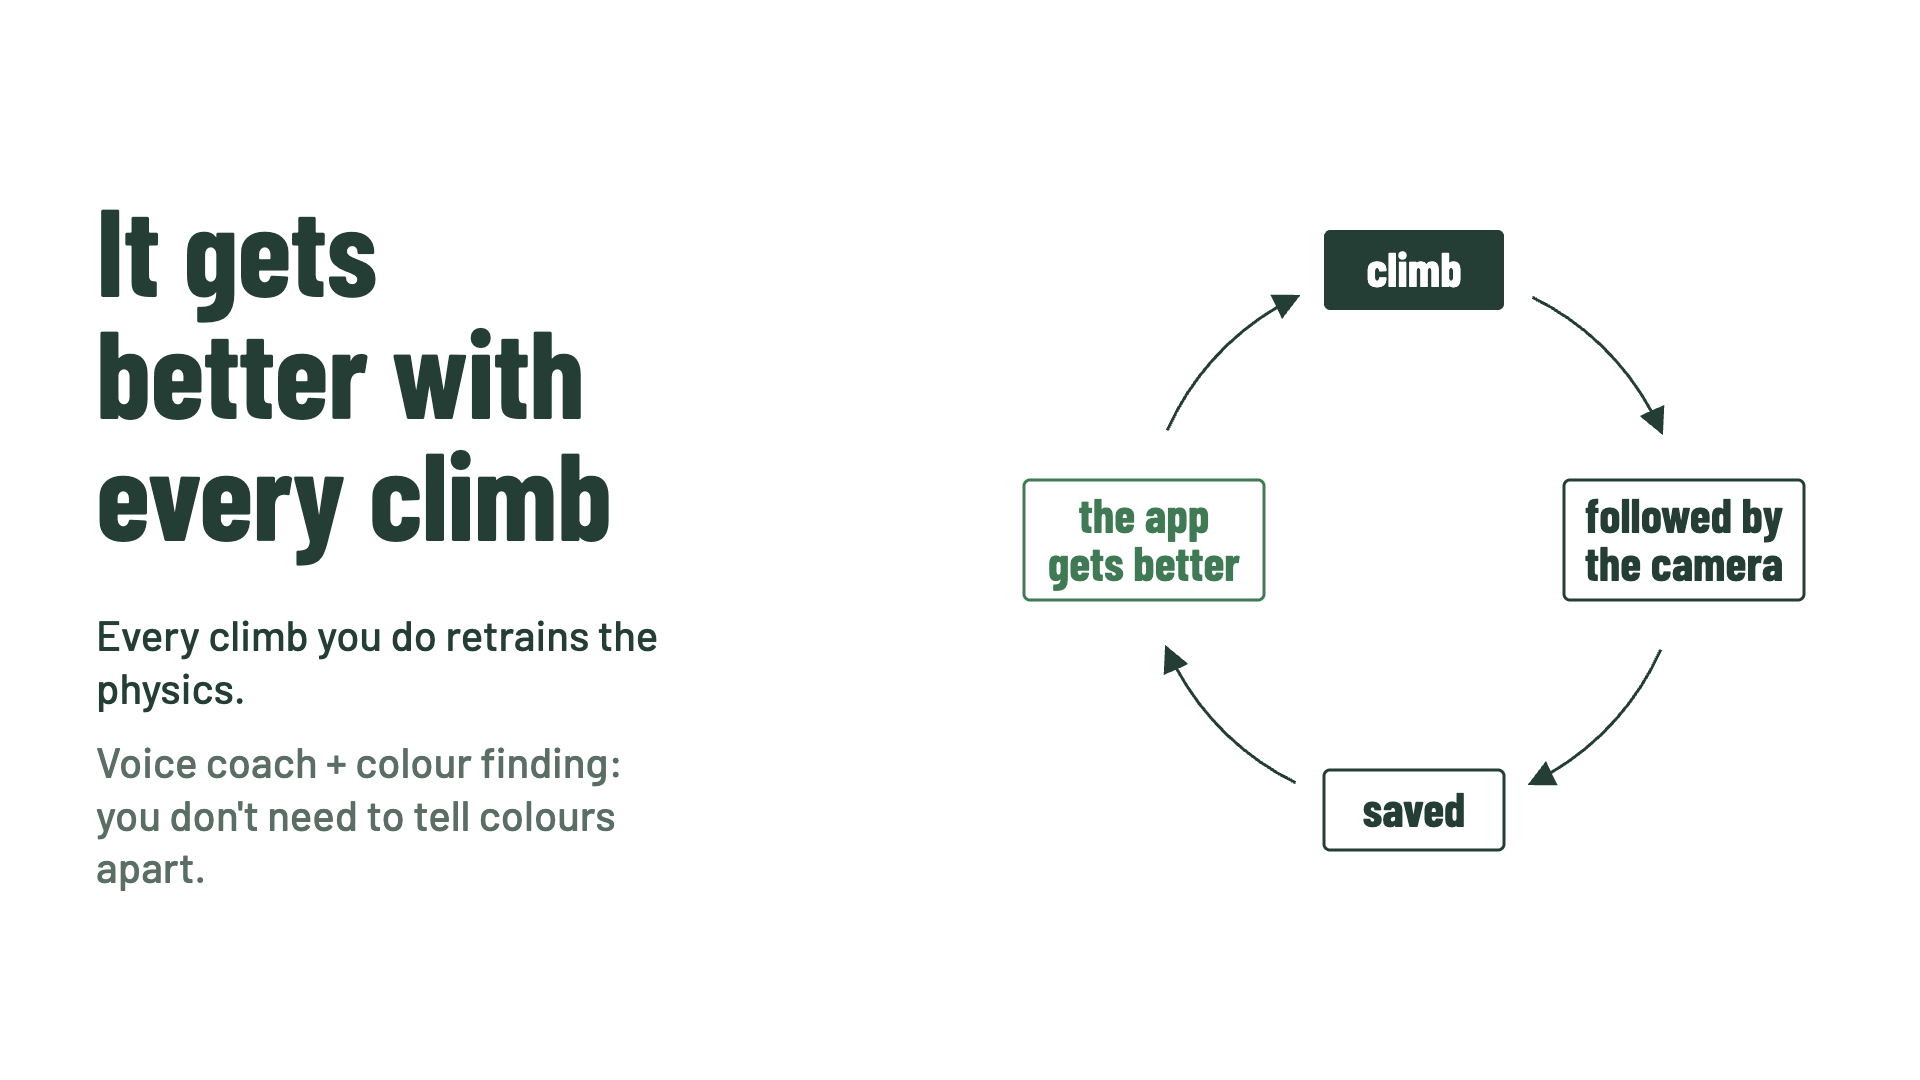 It gets
better with
every climb
Every climb you do retrains the
physics.
Voice coach + colour finding:
you don't need to tell colours
apart.
climb
followed by
the camera
saved
the app
gets better